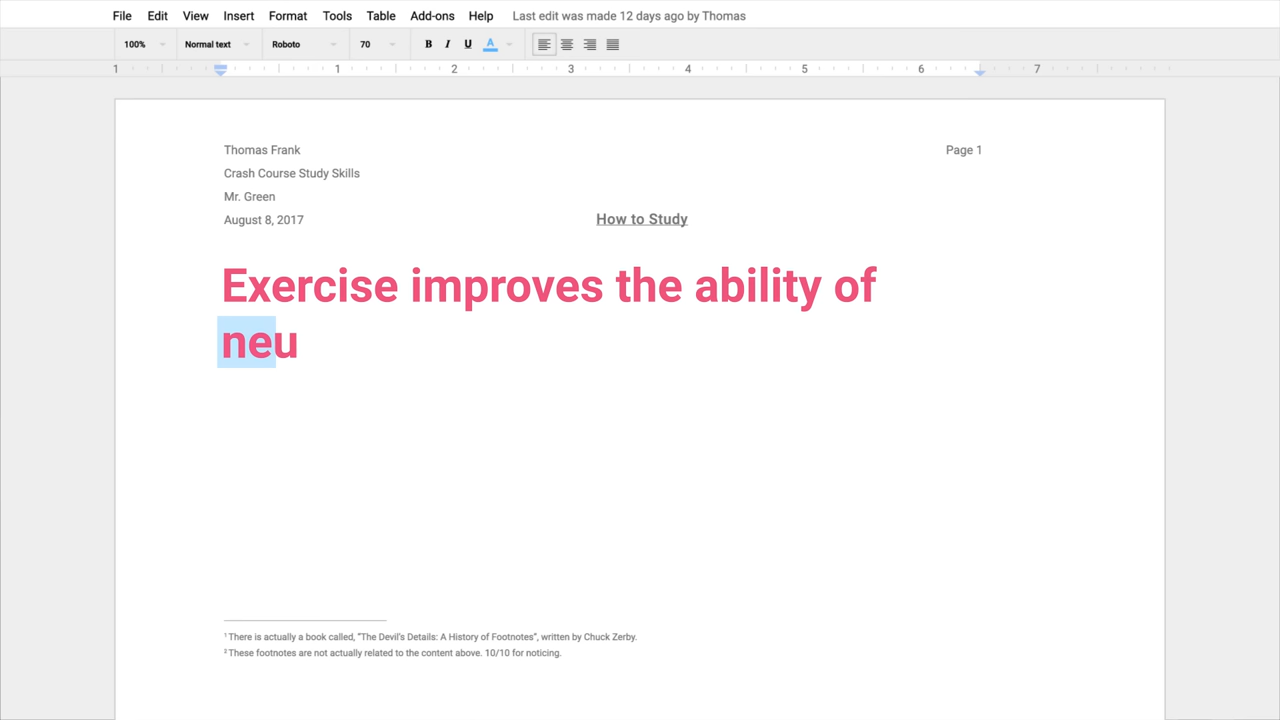 File Edit View Insert Format Tools Table Add-ons Help Last edit was made 12 days ago by Thomas
100% Normal text Roboto 70 B I U A
1 1 2 3 4 5 6 7
Thomas Frank Page 1
Crash Course Study Skills
Mr. Green
August 8, 2017 How to Study
Exercise improves the ability of
neu
1 There is actually a book called, "The Devil's Details: A History of Footnotes", written by Chuck Zerby.
2 These footnotes are not actually related to the content above. 10/10 for noticing.